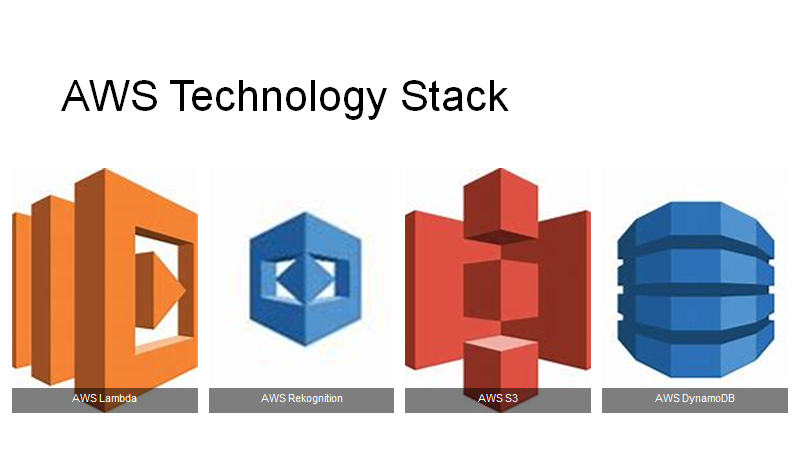 AWS Technology Stack
AWS Lambda
AWS Rekognition
AWS S3
AWS DynamoDB